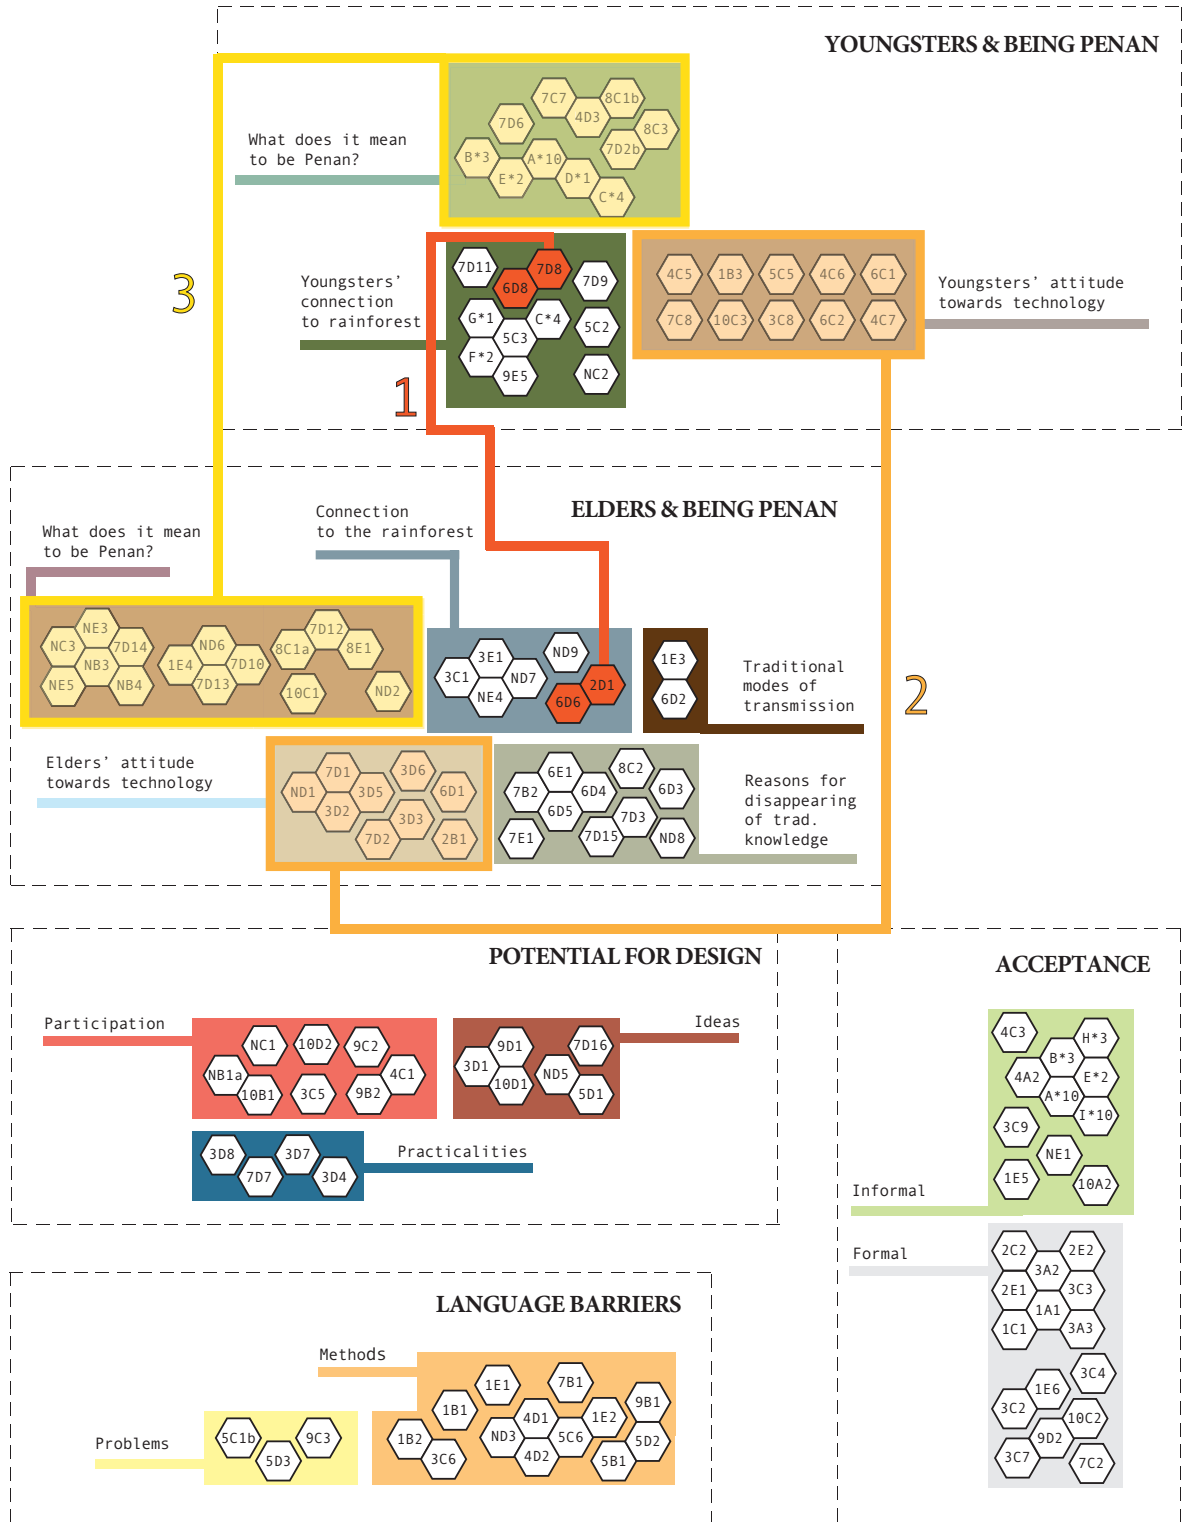 YOUNGSTERS & BEING PENAN
What does it mean
to be Penan?
7C7
8C1b
4D3
7D6
8C3
7D2b
B*3
A*10
E*2
D*1
C*4
3
Youngsters'
connection
to rainforest
7D11
7D8
6D8
7D9
G*1
C*4
5C3
5C2
F*2
9E5
NC2
4C5
1B3
5C5
4C6
6C1
7C8
10C3
3C8
6C2
4C7
Youngsters' attitude
towards technology
1
ELDERS & BEING PENAN
What does it mean
to be Penan?
NE3
NC3
7D14
NB3
NE5
NB4
ND6
1E4
7D10
7D13
7D12
8C1a
8E1
10C1
ND2
Connection
to the rainforest
3E1
ND9
3C1
ND7
NE4
2D1
6D6
1E3
6D2
Traditional
modes of
transmission
2
Elders' attitude
towards technology
7D1
3D6
ND1
3D5
6D1
3D2
3D3
7D2
2B1
6E1
8C2
7B2
6D4
6D3
6D5
7D3
7E1
7D15
ND8
Reasons for
disappearing
of trad.
knowledge
POTENTIAL FOR DESIGN
Participation
NC1
10D2
9C2
NB1a
4C1
10B1
3C5
9B2
Ideas
9D1
7D16
3D1
ND5
10D1
5D1
3D8
3D7
7D7
3D4
Practicalities
ACCEPTANCE
4C3
H*3
B*3
4A2
E*2
A*10
I*10
3C9
NE1
1E5
10A2
Informal
Formal
2C2
2E2
3A2
2E1
3C3
1A1
1C1
3A3
3C4
1E6
3C2
10C2
9D2
3C7
7C2
LANGUAGE BARRIERS
Methods
1E1
7B1
1B1
9B1
4D1
1E2
1B2
ND3
5C6
5D2
3C6
4D2
5B1
Problems
5C1b
9C3
5D3